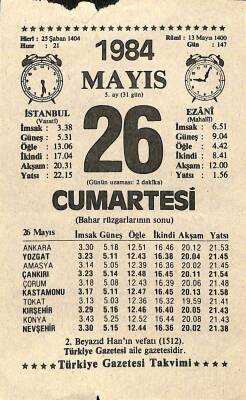 Hicri : 25 Şaban 1404
Hızır : 21
1984
Rûmî : 13 Mayıs 1400
Gün : 147
MAYIS
5. ay (31 gün)
İSTANBUL
(Vasatî)
İmsak : 3.38
Güneş : 5.31
Öğle : 13.06
İkindi : 17.04
Akşam : 20.31
Yatsı : 22.15
26
EZÂNÎ
(Mahallî)
İmsak : 6.51
Güneş : 9.04
Öğle : 4.42
İkindi : 8.41
Akşam : 12.00
Yatsı : 1.56
(Günün uzaması: 2 dakika)
CUMARTESİ
(Bahar rüzgarlarının sonu)
26 Mayıs İmsak Güneş Öğle İkindi Akşam Yatsı
ANKARA 3.30 5.18 12.51 16.46 20.12 21.53
YOZGAT 3.23 5.11 12.43 16.38 20.04 21.45
AMASYA 3.14 5.05 12.39 16.36 20.02 21.45
ÇANKIRI 3.23 5.14 12.48 16.45 20.11 21.54
ÇORUM 3.18 5.08 12.43 16.39 20.06 21.48
KASTAMONU 3.17 5.11 12.47 16.45 20.13 21.58
TOKAT 3.13 5.03 12.36 16.32 19.59 21.41
KIRŞEHİR 3.29 5.16 12.46 16.40 20.05 21.43
KONYA 3.43 5.25 12.52 16.44 20.08 21.43
NEVŞEHİR 3.30 5.15 12.44 16.36 20.02 21.38
2. Beyazıd Han'ın vefatı (1512).
Türkiye Gazetesi aile gazetesidir.
Türkiye Gazetesi Takvimi